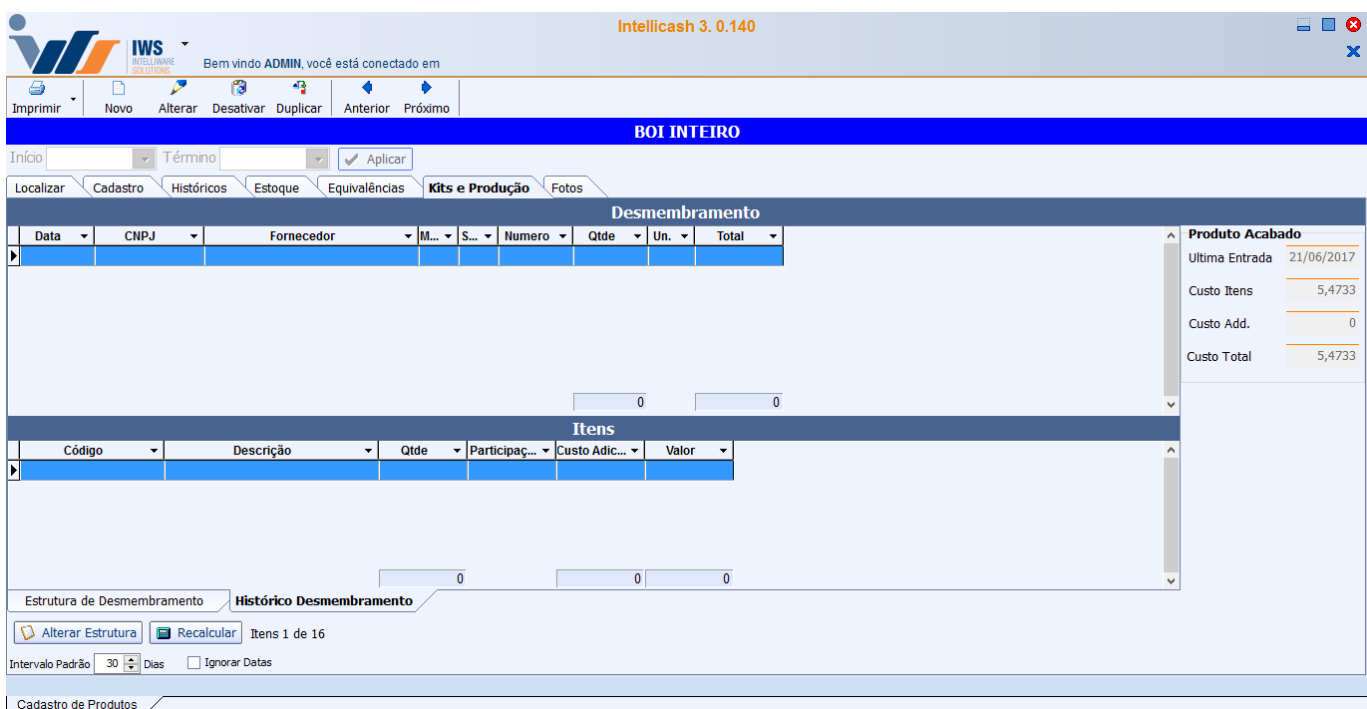 Intellicash 3. 0.140
IWS
INTELLIWARE
SOLUTIONS
Bem vindo ADMIN, você está conectado em
Imprimir Novo Alterar Desativar Duplicar Anterior Próximo
BOI INTEIRO
Início Término Aplicar
Localizar Cadastro Históricos Estoque Equivalências Kits e Produção Fotos
Desmembramento
Data CNPJ Fornecedor M... S... Numero Qtde Un. Total
0 0
Produto Acabado
Ultima Entrada 21/06/2017
Custo Itens 5,4733
Custo Add. 0
Custo Total 5,4733
Itens
Código Descrição Qtde Participaç... Custo Adic... Valor
0 0 0
Estrutura de Desmembramento Histórico Desmembramento
Alterar Estrutura Recalcular Itens 1 de 16
Intervalo Padrão 30 Dias Ignorar Datas
Cadastro de Produtos